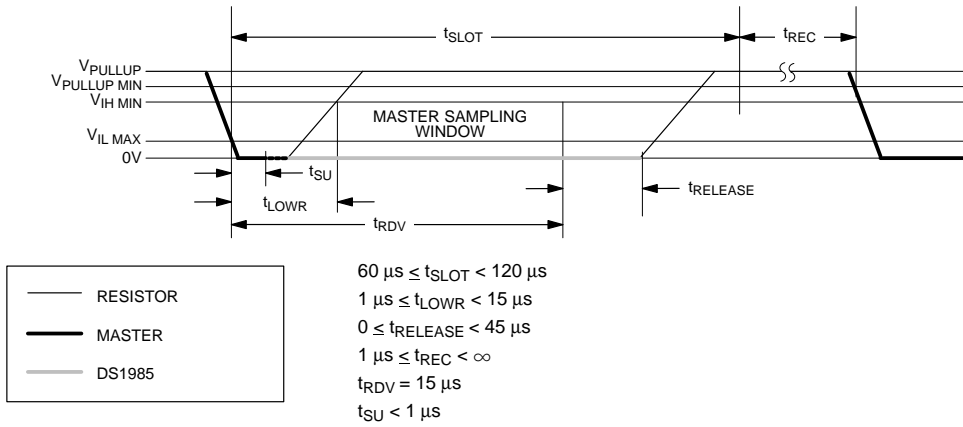 tSLOT
tREC
VPULLUP
VPULLUP MIN
VIH MIN
MASTER SAMPLING
WINDOW
VIL MAX
0V
tSU
tRELEASE
tLOWR
tRDV
60 µs ≤ tSLOT < 120 µs
1 µs ≤ tLOWR < 15 µs
0 ≤ tRELEASE < 45 µs
1 µs ≤ tREC < ∞
tRDV = 15 µs
tSU < 1 µs
RESISTOR
MASTER
DS1985